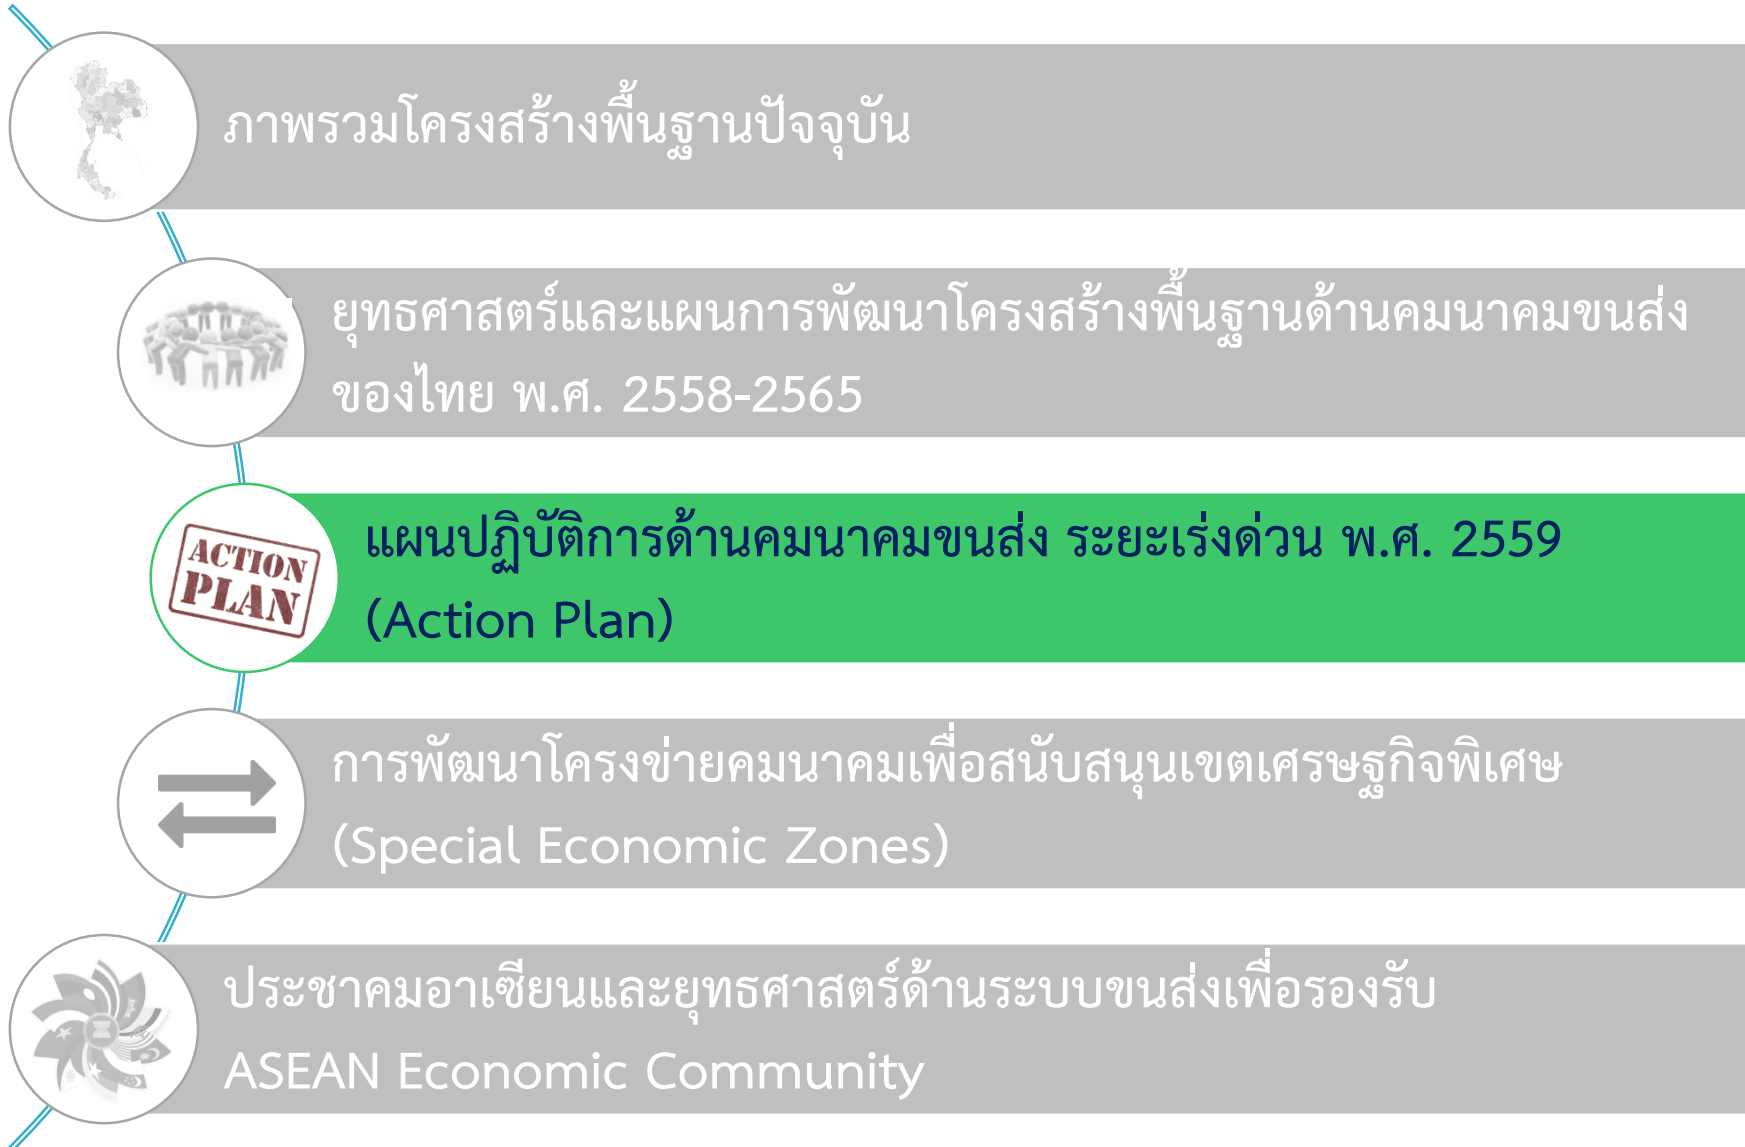 ภาพรวมโครงสร้างพื้นฐานปัจจุบัน
ยุทธศาสตร์และแผนการพัฒนาโครงสร้างพื้นฐานด้านคมนาคมขนส่ง
ของไทย พ.ศ. 2558-2565
ACTION
PLAN
แผนปฏิบัติการด้านคมนาคมขนส่ง ระยะเร่งด่วน พ.ศ. 2559
(Action Plan)
การพัฒนาโครงข่ายคมนาคมเพื่อสนับสนุนเขตเศรษฐกิจพิเศษ
(Special Economic Zones)
ประชาคมอาเซียนและยุทธศาสตร์ด้านระบบขนส่งเพื่อรองรับ
ASEAN Economic Community